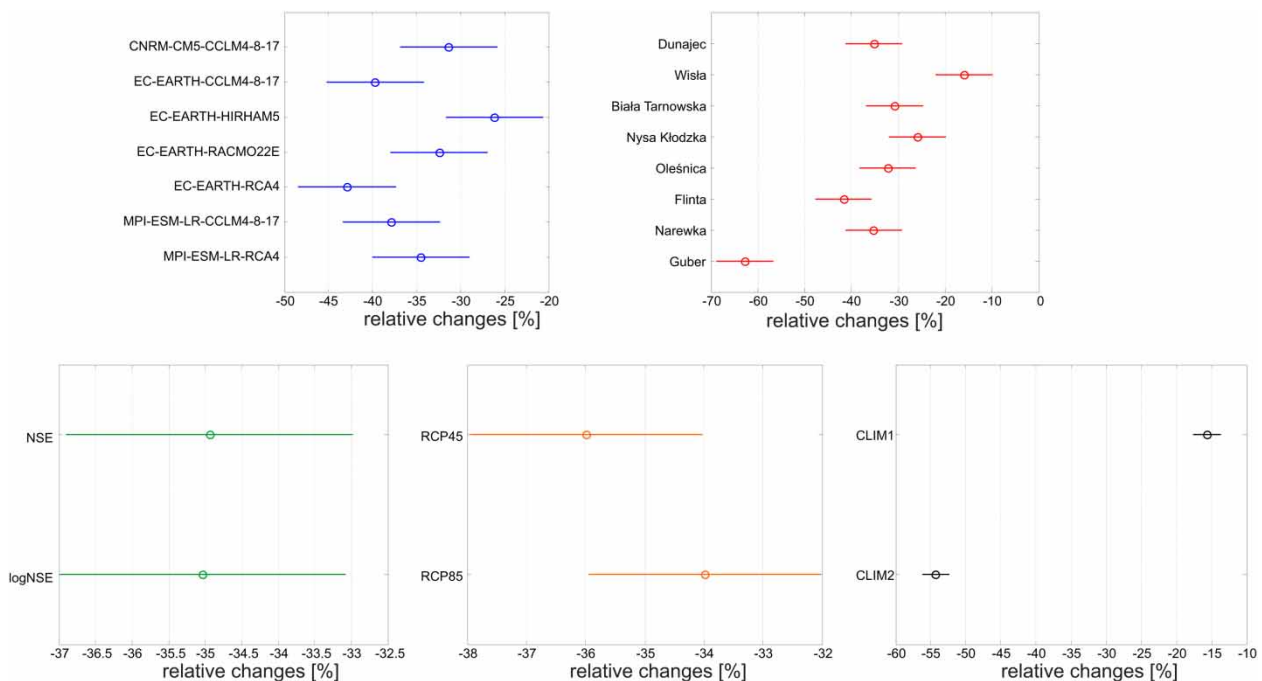 CNRM-CM5-CCLM4-8-17
EC-EARTH-CCLM4-8-17
EC-EARTH-HIRHAM5
EC-EARTH-RACMO22E
EC-EARTH-RCA4
MPI-ESM-LR-CCLM4-8-17
MPI-ESM-LR-RCA4
-50 -45 -40 -35 -30 -25 -20
relative changes [%]
Dunajec
Wisła
Biała Tarnowska
Nysa Kłodzka
Oleśnica
Flinta
Narewka
Guber
-70 -60 -50 -40 -30 -20 -10 0
relative changes [%]
NSE
logNSE
-37 -36.5 -36 -35.5 -35 -34.5 -34 -33.5 -33 -32.5
relative changes [%]
RCP45
RCP85
-38 -37 -36 -35 -34 -33 -32
relative changes [%]
CLIM1
CLIM2
-60 -55 -50 -45 -40 -35 -30 -25 -20 -15 -10
relative changes [%]